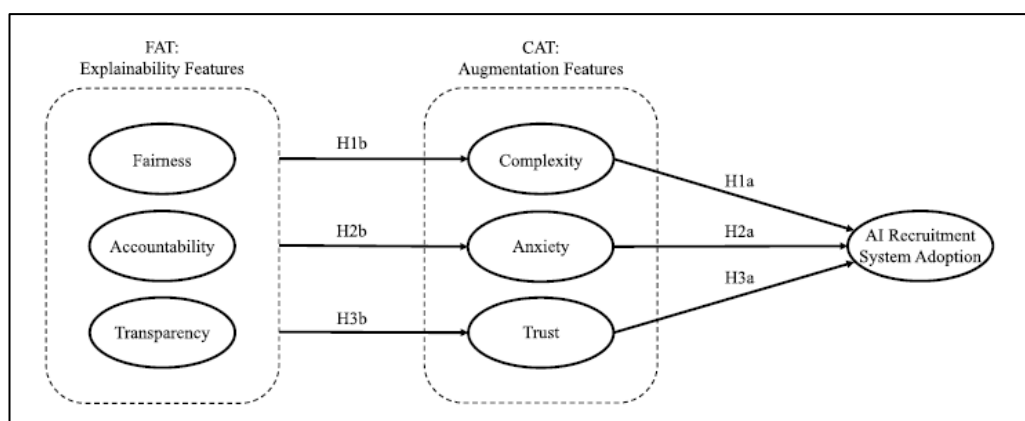 FAT:
Explainability Features
CAT:
Augmentation Features
Fairness
H1b
Complexity
H1a
Accountability
H2b
Anxiety
H2a
AI Recruitment
System Adoption
H3a
Transparency
H3b
Trust